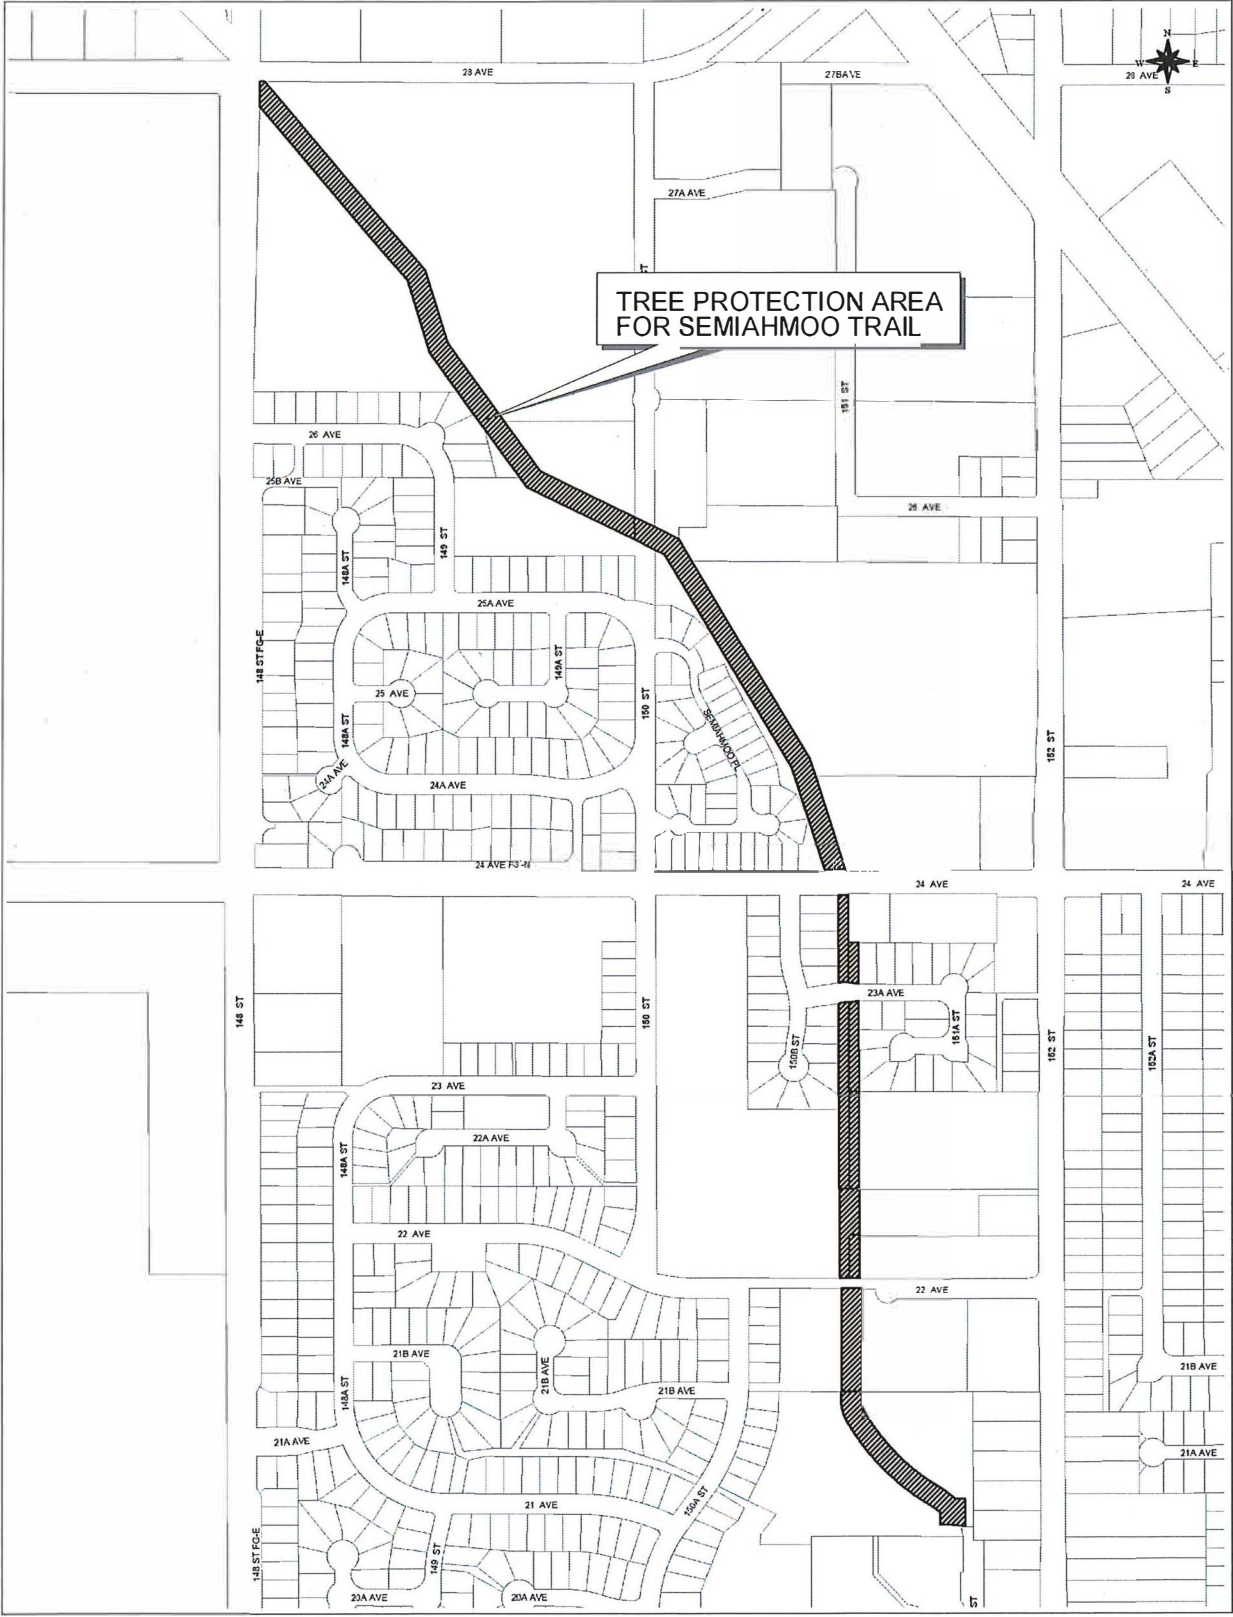 N
W E
S
28 AVE
27B AVE
28 AVE
27A AVE
ST
TREE PROTECTION AREA
FOR SEMIAHMOO TRAIL
151 ST
26 AVE
25B AVE
26 AVE
149 ST
148A ST
25A AVE
148 ST FG-E
149A ST
25 AVE
150 ST
148A ST
SEMIAHMOO PL
152 ST
24A AVE
24A AVE
24 AVE
24 AVE
24 AVE
148 ST
150 ST
23A AVE
151A ST
150B ST
152 ST
152A ST
23 AVE
22A AVE
148A ST
22 AVE
22 AVE
21B AVE
21B AVE
21B AVE
21B AVE
148A ST
21A AVE
21A AVE
21 AVE
150A ST
148 ST FG-E
149 ST
20A AVE
20A AVE
ST